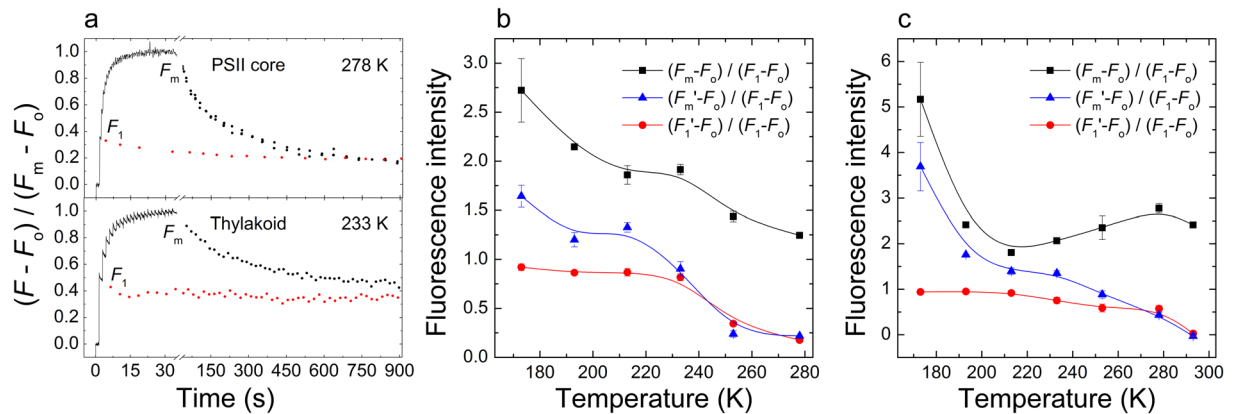 a
(F - Fo) / (Fm - Fo)
1.0
0.8
0.6
0.4
0.2
0.0
Fm
PSII core
278 K
F1
1.0
0.8
0.6
0.4
0.2
0.0
Thylakoid
233 K
Fm
F1
0 15 30 150 300 450 600 750 900
Time (s)
b
Fluorescence intensity
3.0
2.5
2.0
1.5
1.0
0.5
0.0
(Fm-Fo) / (F1-Fo)
(Fm'-Fo) / (F1-Fo)
(F1'-Fo) / (F1-Fo)
180 200 220 240 260 280
Temperature (K)
c
Fluorescence intensity
6
5
4
3
2
1
0
(Fm-Fo) / (F1-Fo)
(Fm'-Fo) / (F1-Fo)
(F1'-Fo) / (F1-Fo)
180 200 220 240 260 280 300
Temperature (K)